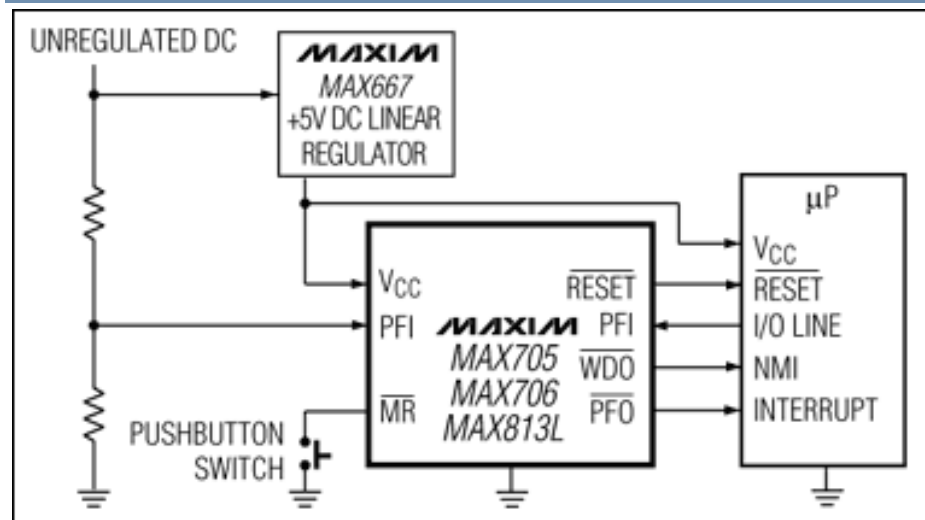 UNREGULATED DC
MAXIM
MAX667
+5V DC LINEAR
REGULATOR
μP
VCC
RESET
I/O LINE
NMI
INTERRUPT
VCC
PFI
MR
MAXIM
MAX705
MAX706
MAX813L
RESET
PFI
WDO
PFO
PUSHBUTTON
SWITCH